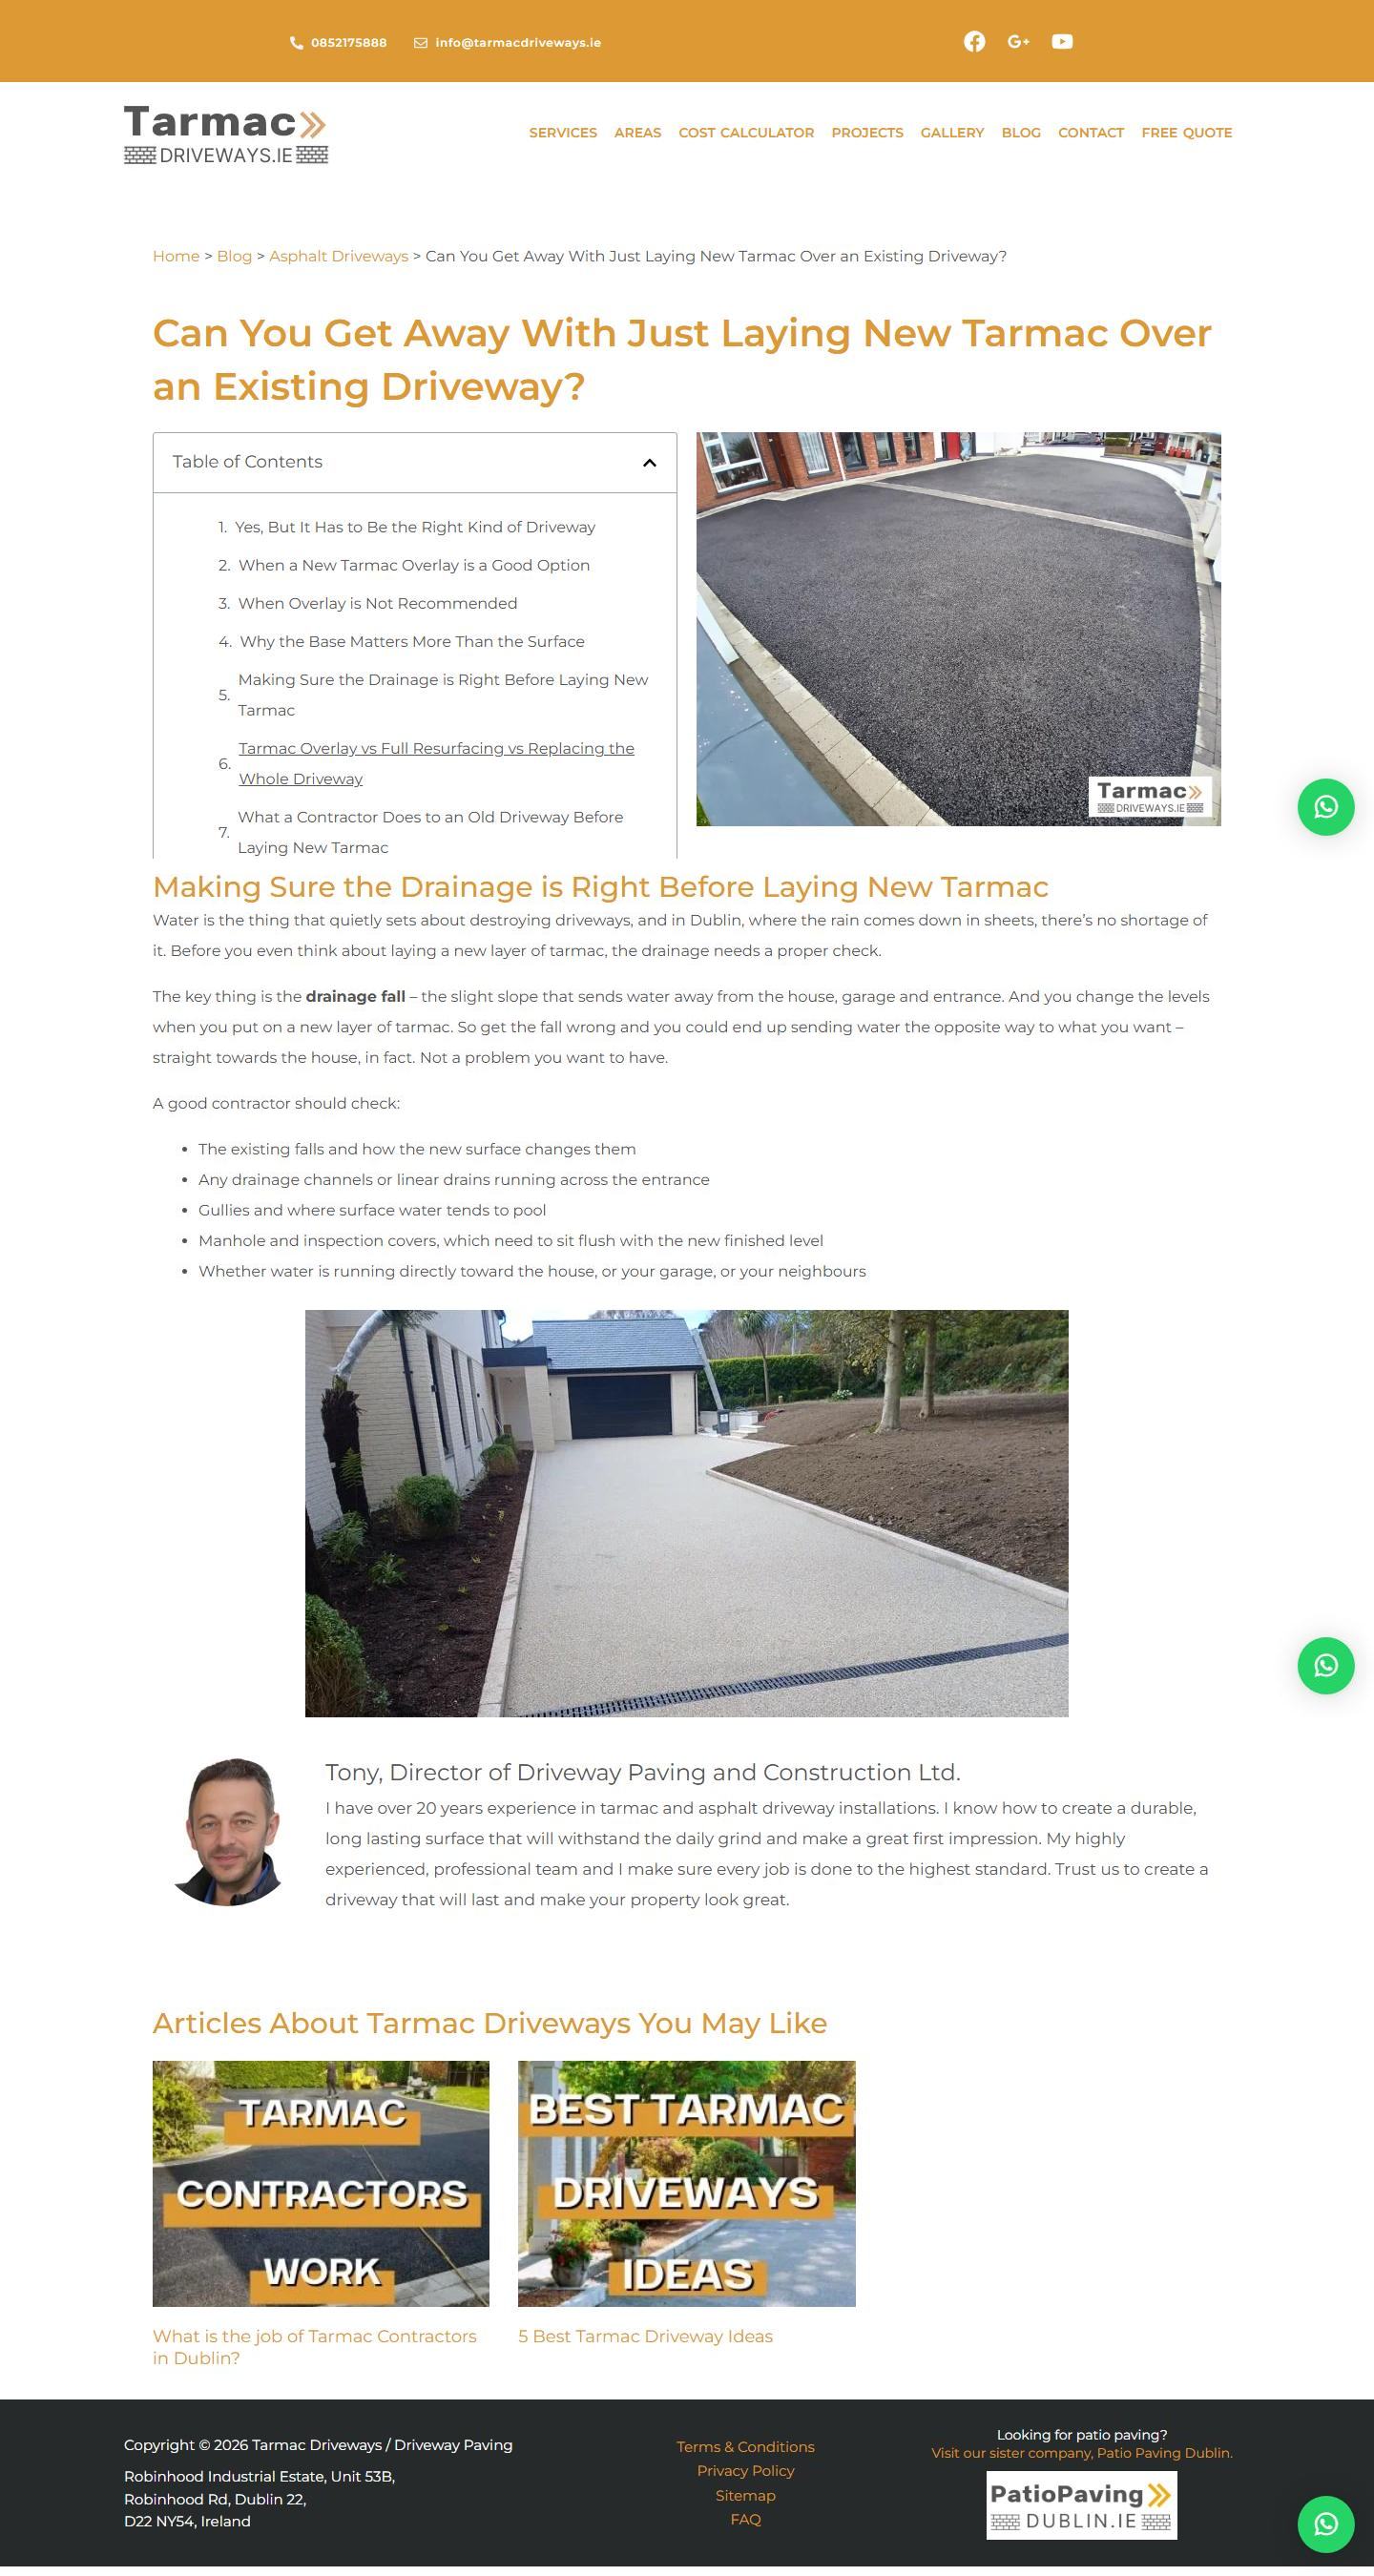 0852175888
info@tarmacdriveways.ie
Tarmac
DRIVEWAYS.IE
SERVICES AREAS COST CALCULATOR PROJECTS GALLERY BLOG CONTACT FREE QUOTE
Home > Blog > Asphalt Driveways > Can You Get Away With Just Laying New Tarmac Over an Existing Driveway?
Can You Get Away With Just Laying New Tarmac Over
an Existing Driveway?
Table of Contents
1. Yes, But It Has to Be the Right Kind of Driveway
2. When a New Tarmac Overlay is a Good Option
3. When Overlay is Not Recommended
4. Why the Base Matters More Than the Surface
5. Making Sure the Drainage is Right Before Laying New
Tarmac
6. Tarmac Overlay vs Full Resurfacing vs Replacing the
Whole Driveway
7. What a Contractor Does to an Old Driveway Before
Laying New Tarmac
Tarmac
DRIVEWAYS.IE
Making Sure the Drainage is Right Before Laying New Tarmac
Water is the thing that quietly sets about destroying driveways, and in Dublin, where the rain comes down in sheets, there’s no shortage of
it. Before you even think about laying a new layer of tarmac, the drainage needs a proper check.
The key thing is the drainage fall – the slight slope that sends water away from the house, garage and entrance. And you change the levels
when you put on a new layer of tarmac. So get the fall wrong and you could end up sending water the opposite way to what you want –
straight towards the house, in fact. Not a problem you want to have.
A good contractor should check:
• The existing falls and how the new surface changes them
• Any drainage channels or linear drains running across the entrance
• Gullies and where surface water tends to pool
• Manhole and inspection covers, which need to sit flush with the new finished level
• Whether water is running directly toward the house, or your garage, or your neighbours
Tony, Director of Driveway Paving and Construction Ltd.
I have over 20 years experience in tarmac and asphalt driveway installations. I know how to create a durable,
long lasting surface that will withstand the daily grind and make a great first impression. My highly
experienced, professional team and I make sure every job is done to the highest standard. Trust us to create a
driveway that will last and make your property look great.
Articles About Tarmac Driveways You May Like
TARMAC
CONTRACTORS
WORK
BEST TARMAC
DRIVEWAYS
IDEAS
What is the job of Tarmac Contractors
in Dublin?
5 Best Tarmac Driveway Ideas
Copyright © 2026 Tarmac Driveways / Driveway Paving
Robinhood Industrial Estate, Unit 53B,
Robinhood Rd, Dublin 22,
D22 NY54, Ireland
Terms & Conditions
Privacy Policy
Sitemap
FAQ
Looking for patio paving?
Visit our sister company, Patio Paving Dublin.
PatioPaving
DUBLIN.IE